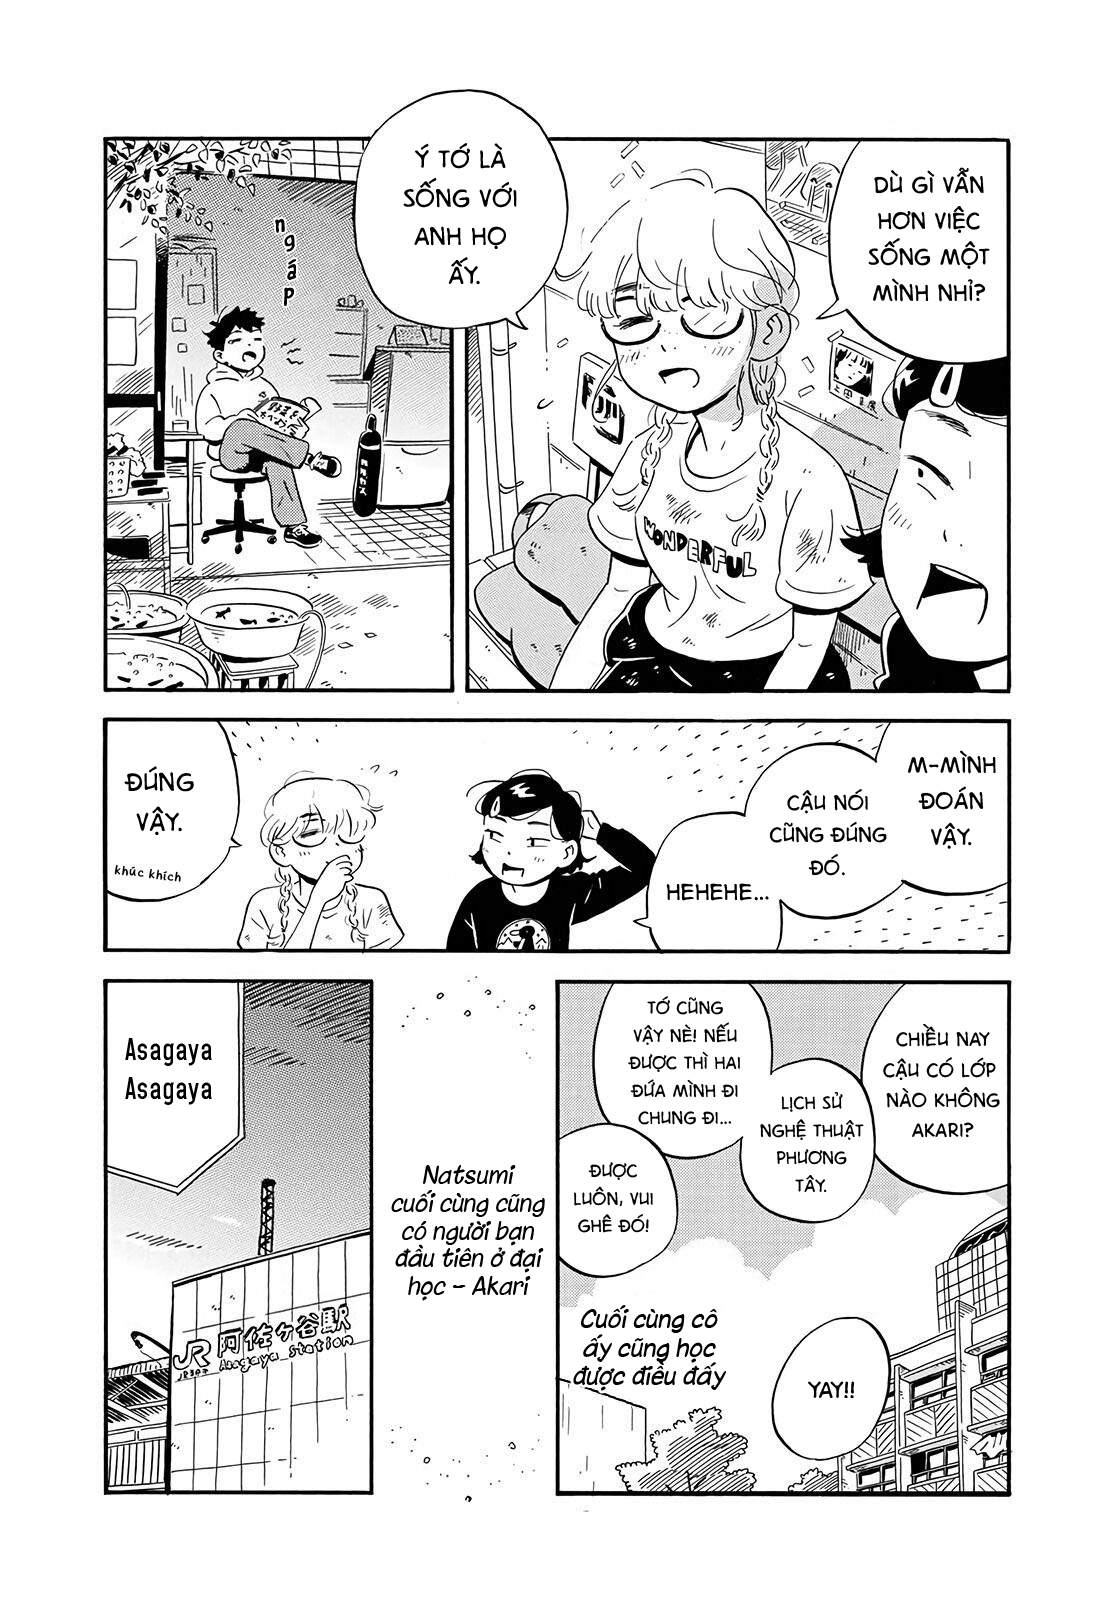 DÙ GÌ VẪN
HƠN VIỆC
SỐNG MỘT
MÌNH NHỈ?
Ý TỚ LÀ
SỐNG VỚI
ANH HỌ
ẤY.
WONDERFUL
ngáp
M-MÌNH
ĐOÁN
VẬY.
CẬU NÓI
CŨNG ĐÚNG
ĐÓ.
HEHEHE...
ĐÚNG
VẬY.
khúc khích
CHIỀU NAY
CẬU CÓ LỚP
NÀO KHÔNG
AKARI?
LỊCH SỬ
NGHỆ THUẬT
PHƯƠNG
TÂY.
TỚ CŨNG
VẬY NÈ! NẾU
ĐƯỢC THÌ HAI
ĐỨA MÌNH ĐI
CHUNG ĐI...
ĐƯỢC
LUÔN, VUI
GHÊ ĐÓ!
YAY!!
Cuối cùng cô
ấy cũng học
được điều đấy
Natsumi
cuối cùng cũng
có người bạn
đầu tiên ở đại
học – Akari
Asagaya
Asagaya
JR 阿佐ヶ谷駅
Asagaya Station